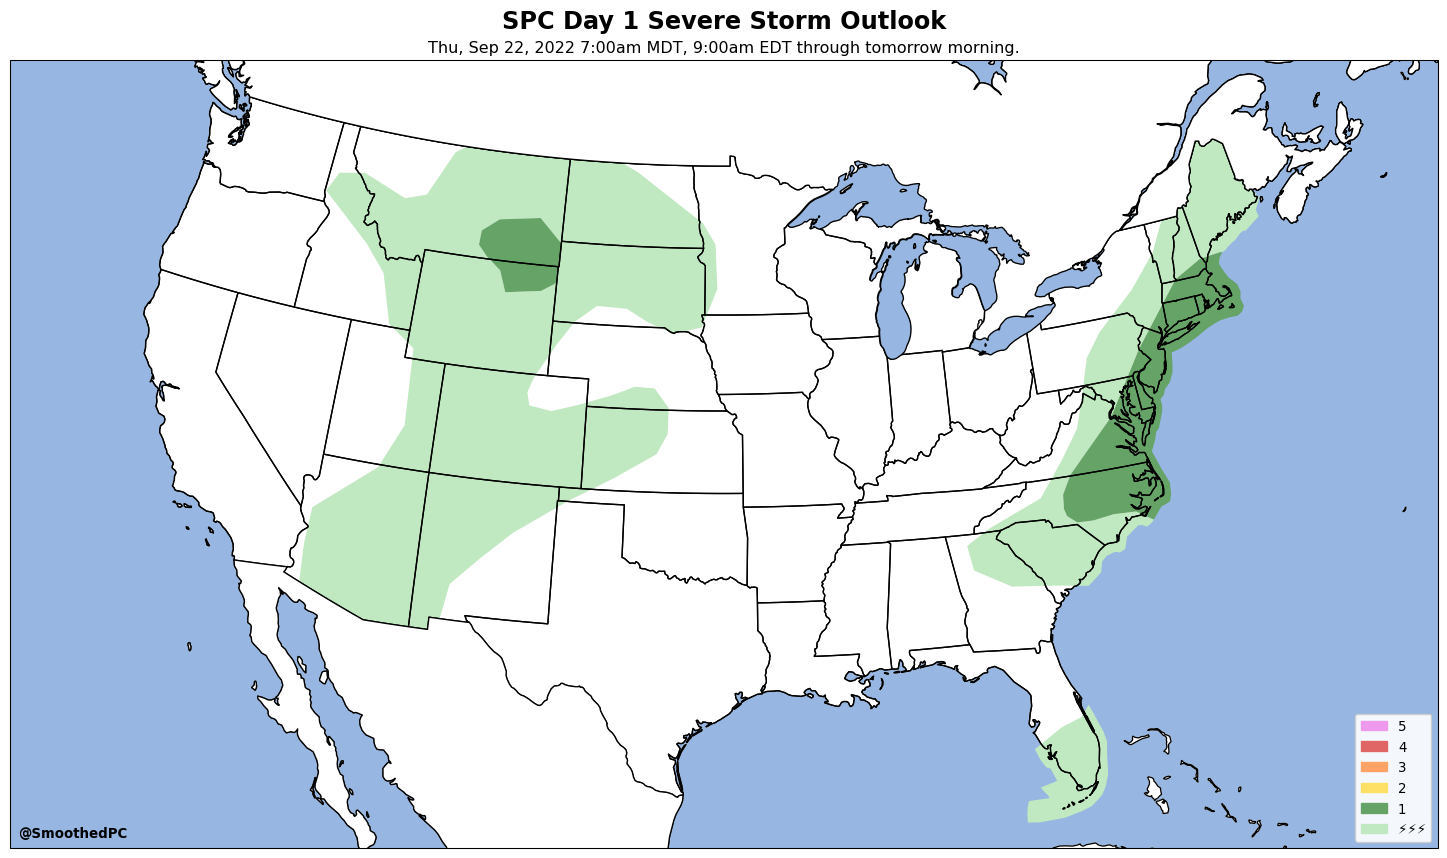 SPC Day 1 Severe Storm Outlook
Thu, Sep 22, 2022 7:00am MDT, 9:00am EDT through tomorrow morning.
5
4
3
2
1
⚡⚡⚡
@SmoothedPC